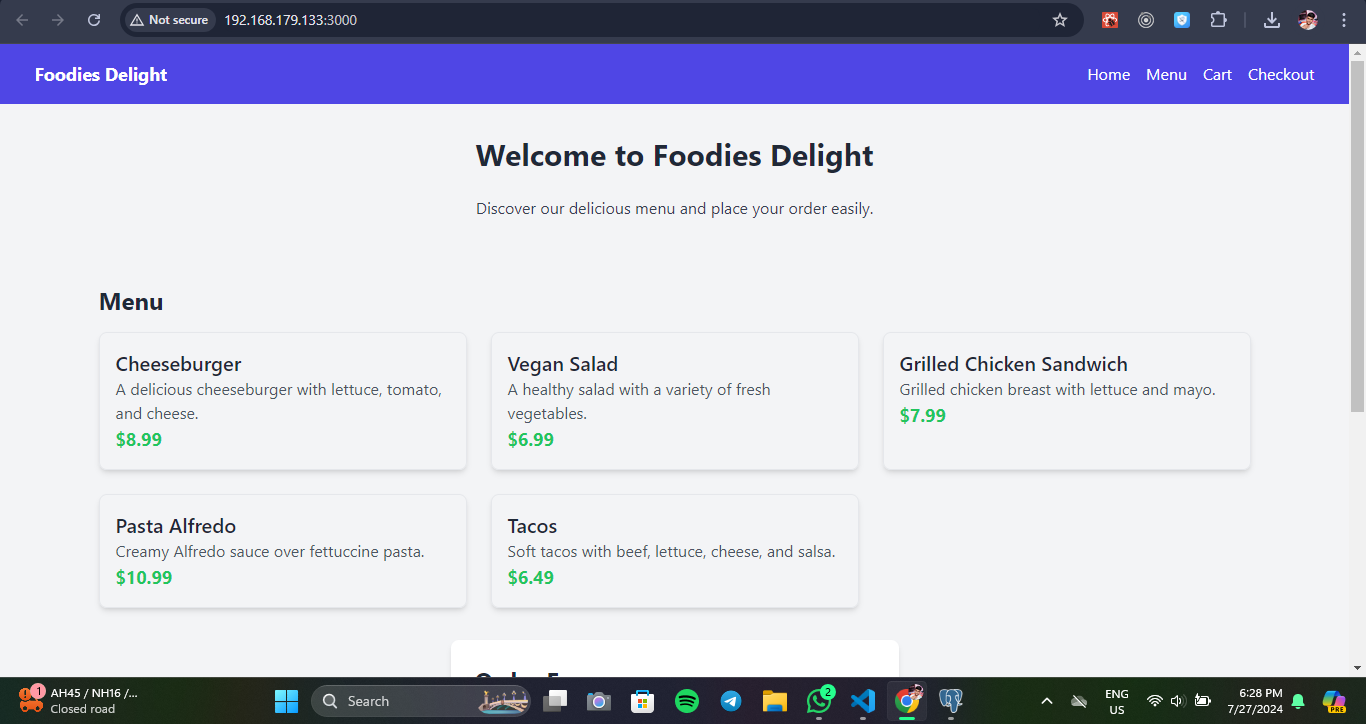 Not secure 192.168.179.133:3000
Foodies Delight
Home Menu Cart Checkout
Welcome to Foodies Delight
Discover our delicious menu and place your order easily.
Menu
Cheeseburger
A delicious cheeseburger with lettuce, tomato,
and cheese.
$8.99
Vegan Salad
A healthy salad with a variety of fresh
vegetables.
$6.99
Grilled Chicken Sandwich
Grilled chicken breast with lettuce and mayo.
$7.99
Pasta Alfredo
Creamy Alfredo sauce over fettuccine pasta.
$10.99
Tacos
Soft tacos with beef, lettuce, cheese, and salsa.
$6.49
1
AH45 / NH16 /...
Closed road
Search
2
ENG
US
6:28 PM
7/27/2024
PRE